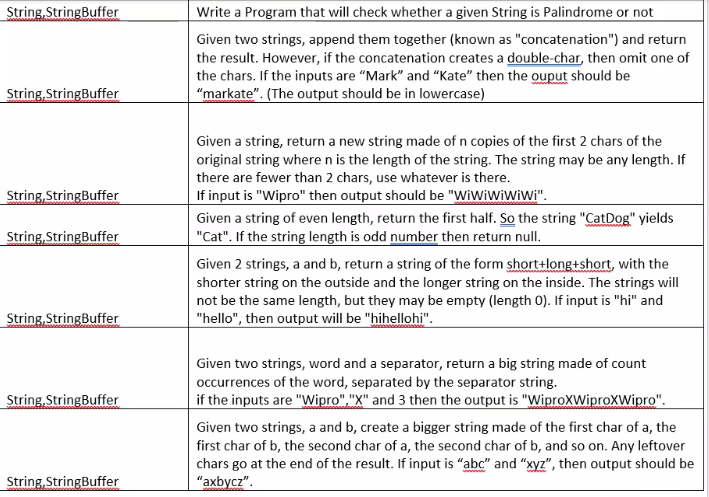 String,StringBuffer Write a Program that will check whether a given String is Palindrome or not
Given two strings, append them together (known as "concatenation") and return
the result. However, if the concatenation creates a double-char, then omit one of
the chars. If the inputs are “Mark” and “Kate” then the ouput should be
String,StringBuffer “markate”. (The output should be in lowercase)
Given a string, return a new string made of n copies of the first 2 chars of the
original string where n is the length of the string. The string may be any length. If
there are fewer than 2 chars, use whatever is there.
String,StringBuffer If input is "Wipro" then output should be "WiWiWiWiWi".
Given a string of even length, return the first half. So the string "CatDog" yields
String,StringBuffer "Cat". If the string length is odd number then return null.
Given 2 strings, a and b, return a string of the form short+long+short, with the
shorter string on the outside and the longer string on the inside. The strings will
not be the same length, but they may be empty (length 0). If input is "hi" and
String,StringBuffer "hello", then output will be "hihellohi".
Given two strings, word and a separator, return a big string made of count
occurrences of the word, separated by the separator string.
String,StringBuffer if the inputs are "Wipro","X" and 3 then the output is "WiproXWiproXWipro".
Given two strings, a and b, create a bigger string made of the first char of a, the
first char of b, the second char of a, the second char of b, and so on. Any leftover
chars go at the end of the result. If input is “abc” and “xyz”, then output should be
String,StringBuffer “axbycz”.